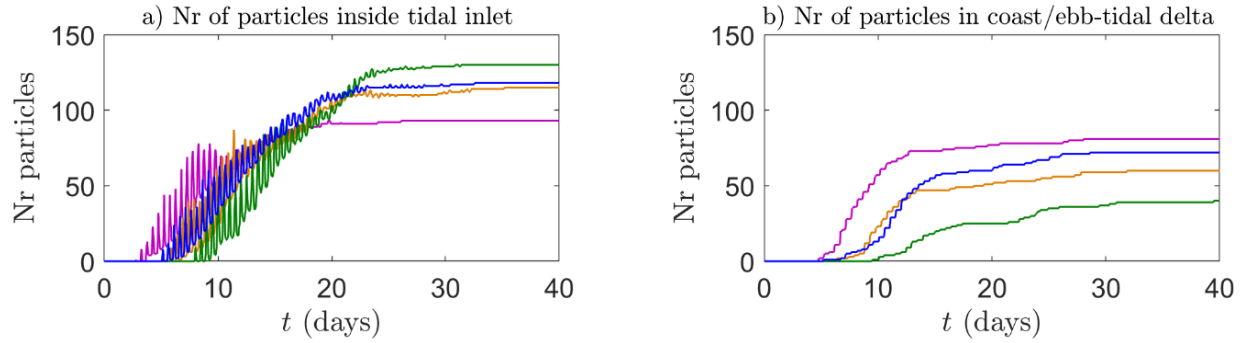 a) Nr of particles inside tidal inlet
150
100
50
0
Nr particles
0 10 20 30 40
t (days)
b) Nr of particles in coast/ebb-tidal delta
150
100
50
0
Nr particles
0 10 20 30 40
t (days)